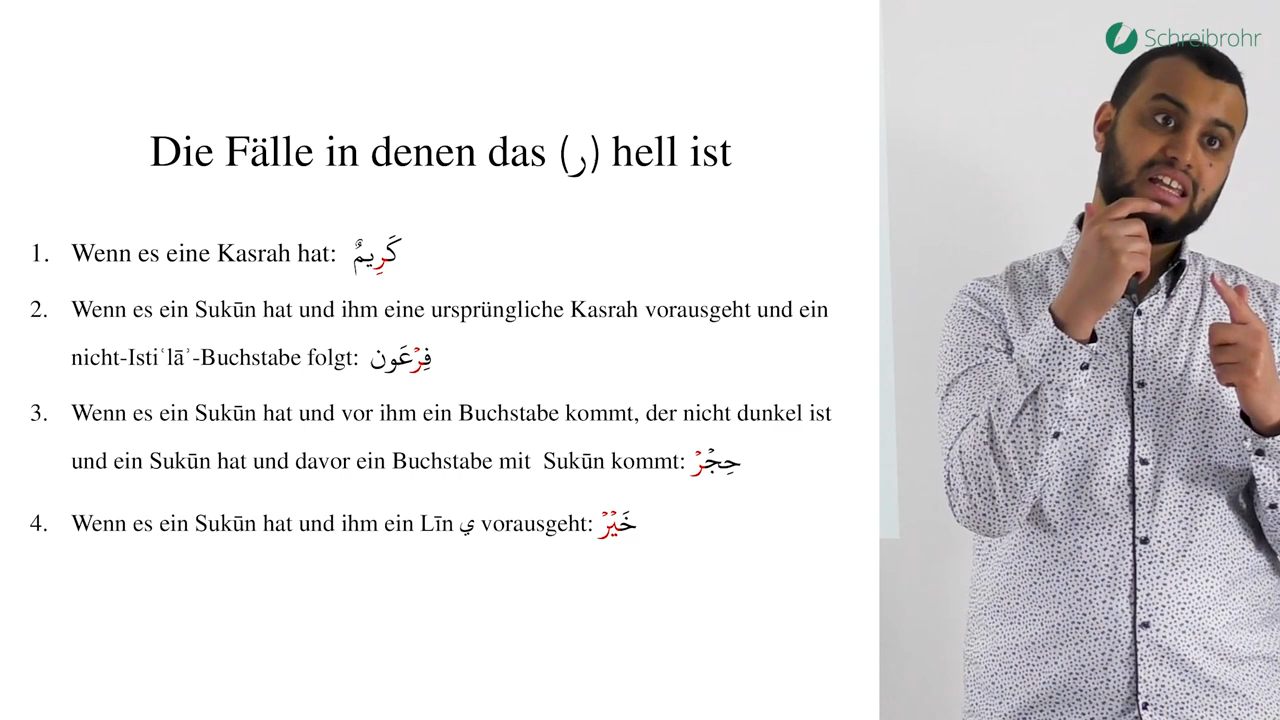 Schreibrohr
Die Fälle in denen das (ر) hell ist
1. Wenn es eine Kasrah hat: كَرِيمٌ
2. Wenn es ein Sukūn hat und ihm eine ursprüngliche Kasrah vorausgeht und ein
nicht-Istiʿlāʾ-Buchstabe folgt: فِرْعَون
3. Wenn es ein Sukūn hat und vor ihm ein Buchstabe kommt, der nicht dunkel ist
und ein Sukūn hat und davor ein Buchstabe mit Sukūn kommt: حِجْرْ
4. Wenn es ein Sukūn hat und ihm ein Līn ي vorausgeht: خَيْرْ